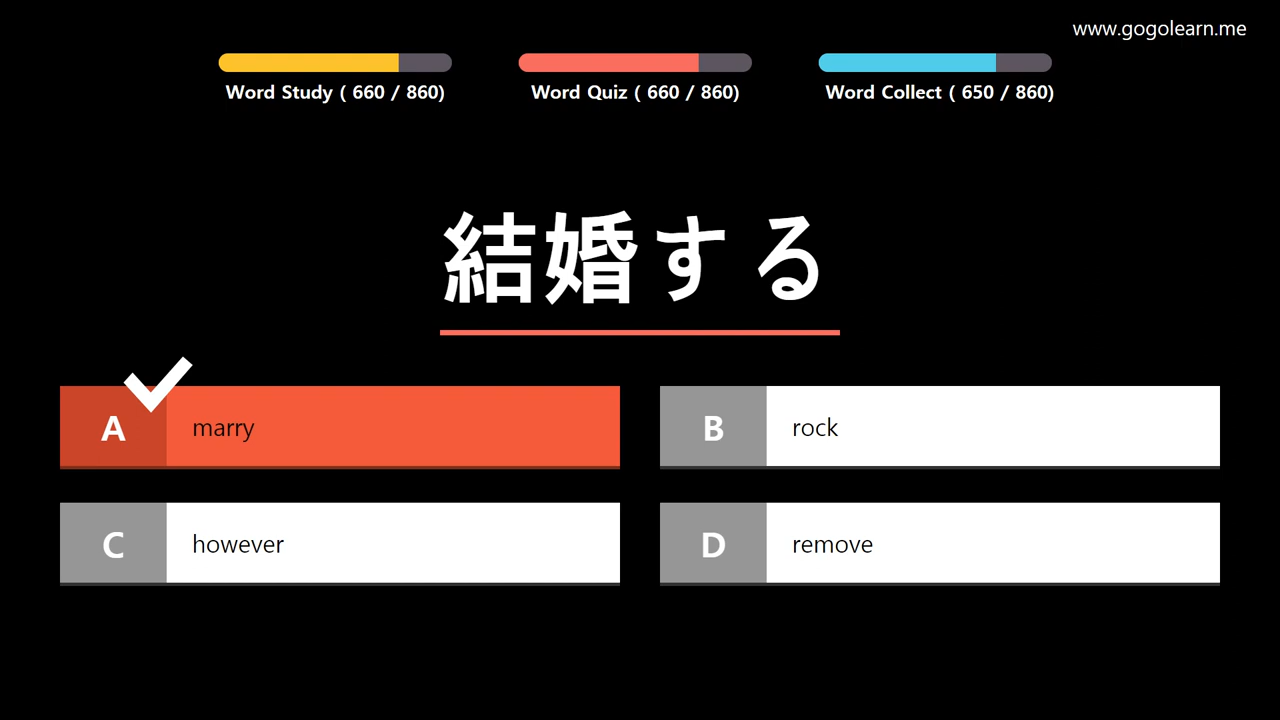 www.gogolearn.me
Word Study ( 660 / 860)
Word Quiz ( 660 / 860)
Word Collect ( 650 / 860)
結婚する
A marry
B rock
C however
D remove